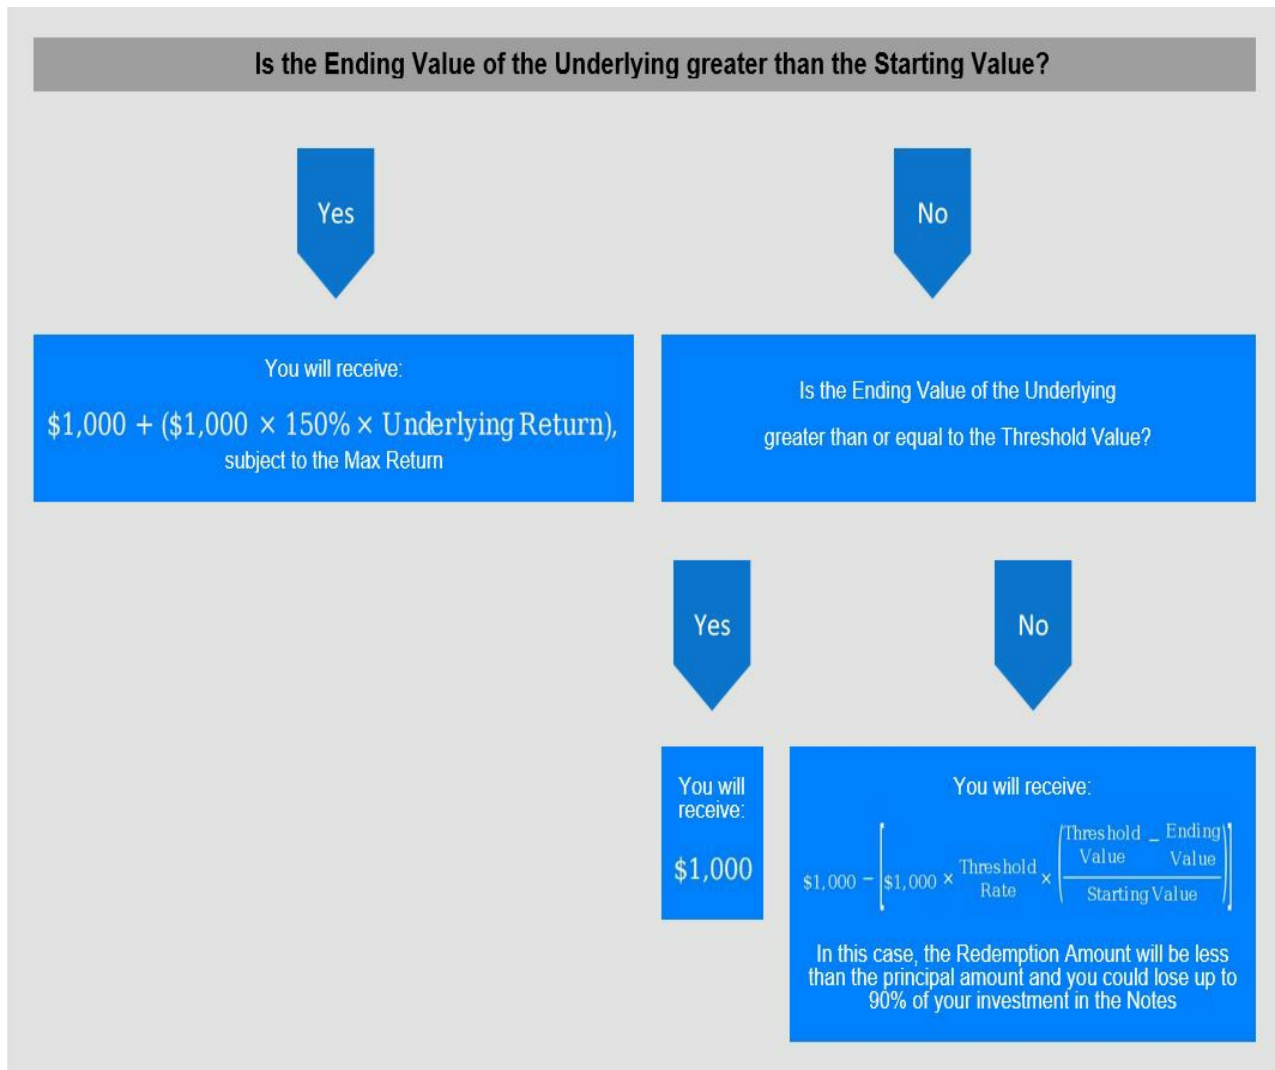 Is the Ending Value of the Underlying greater than the Starting Value?
Yes
No
You will receive:
$1,000 + ($1,000 × 150% × Underlying Return),
subject to the Max Return
Is the Ending Value of the Underlying
greater than or equal to the Threshold Value?
Yes
No
You will
receive:
$1,000
You will receive:
$1,000 − [$1,000 × Threshold Rate × (Threshold Value − Ending Value / Starting Value)]
In this case, the Redemption Amount will be less
than the principal amount and you could lose up to
90% of your investment in the Notes